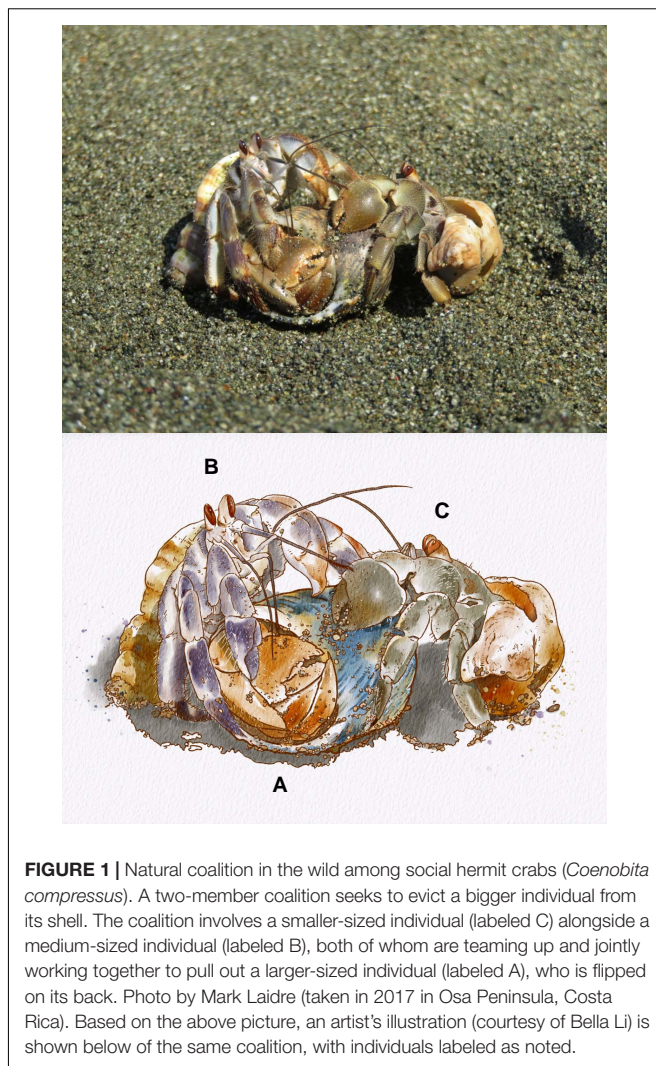 B
C
A
FIGURE 1 | Natural coalition in the wild among social hermit crabs (Coenobita
compressus). A two-member coalition seeks to evict a bigger individual from
its shell. The coalition involves a smaller-sized individual (labeled C) alongside
a medium-sized individual (labeled B), both of whom are teaming up and jointly
working together to pull out a larger-sized individual (labeled A), who is flipped
on its back. Photo by Mark Laidre (taken in 2017 in Osa Peninsula, Costa
Rica). Based on the above picture, an artist's illustration (courtesy of Bella Li) is
shown below of the same coalition, with individuals labeled as noted.